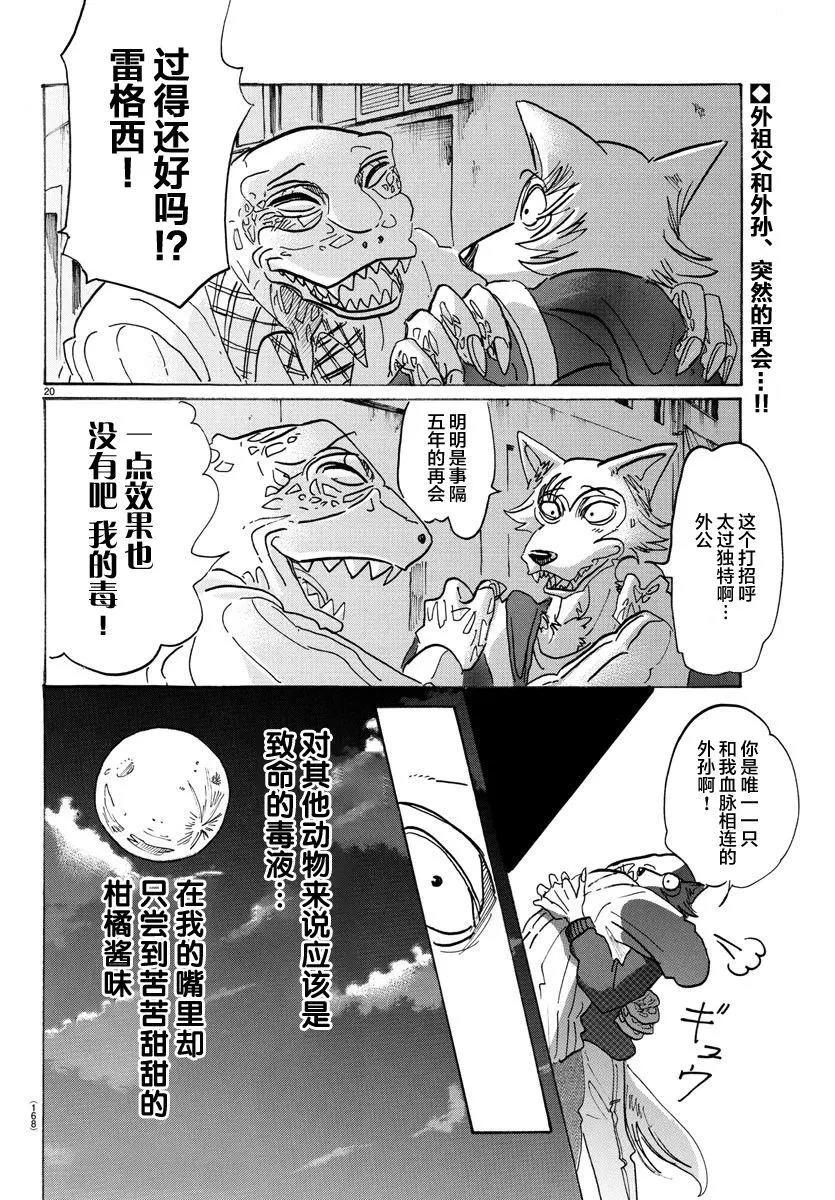 ◆外祖父和外孙、突然的再会…!!
过得还好吗!?
雷格西！
20
这个打招呼
太过独特啊…
外公
明明是事隔
五年的再会
一点效果也
没有吧 我的毒！
你是唯一一只
和我血脉相连的
外孙啊！
ギュウ
对其他动物来说应该是
致命的毒液…
在我的嘴里却
只尝到苦苦甜甜的
柑橘酱味
(168)